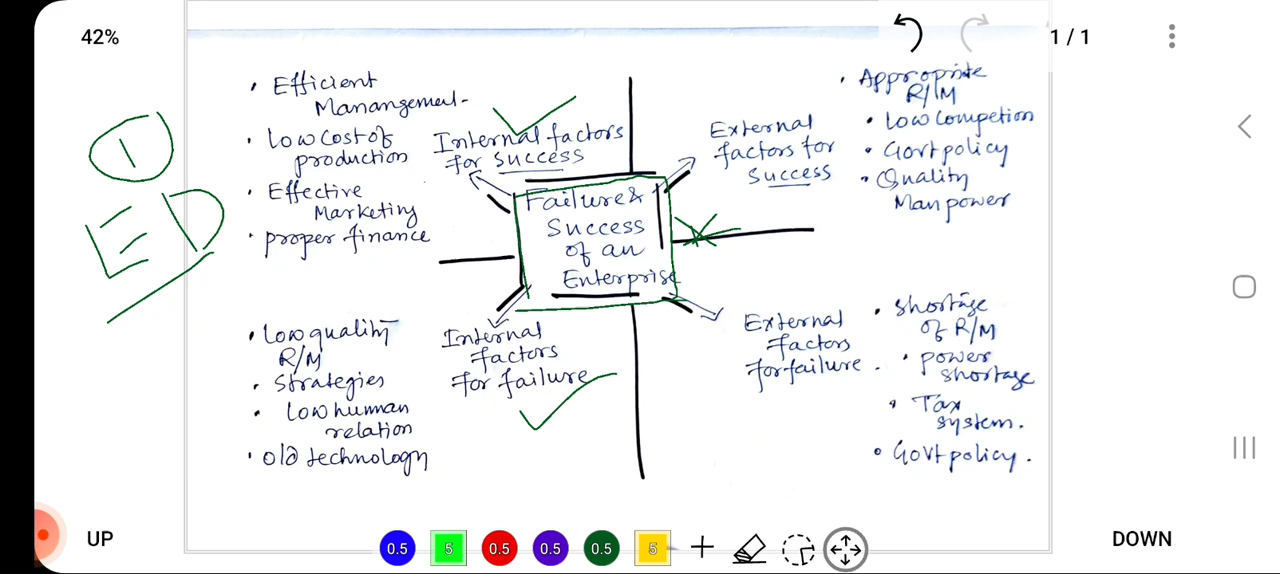 42%
1 / 1
① ED
• Efficient
Manangement
• Low cost of
production
• Effective
Marketing
• proper finance
Internal factors
for success
External
factors for
success
• Appropriate
R/M
• Low competion
• Govt policy
• Quality
Man power
Failure &
Success
of an
Enterprise
• Low quality
R/M
• strategies
• Low human
relation
• old technology
Internal
factors
for failure
External
factors
for failure.
• shortage
of R/M
• power
shortage
• Tax
system.
• Govt policy.
UP
0.5
5
0.5
0.5
0.5
5
DOWN